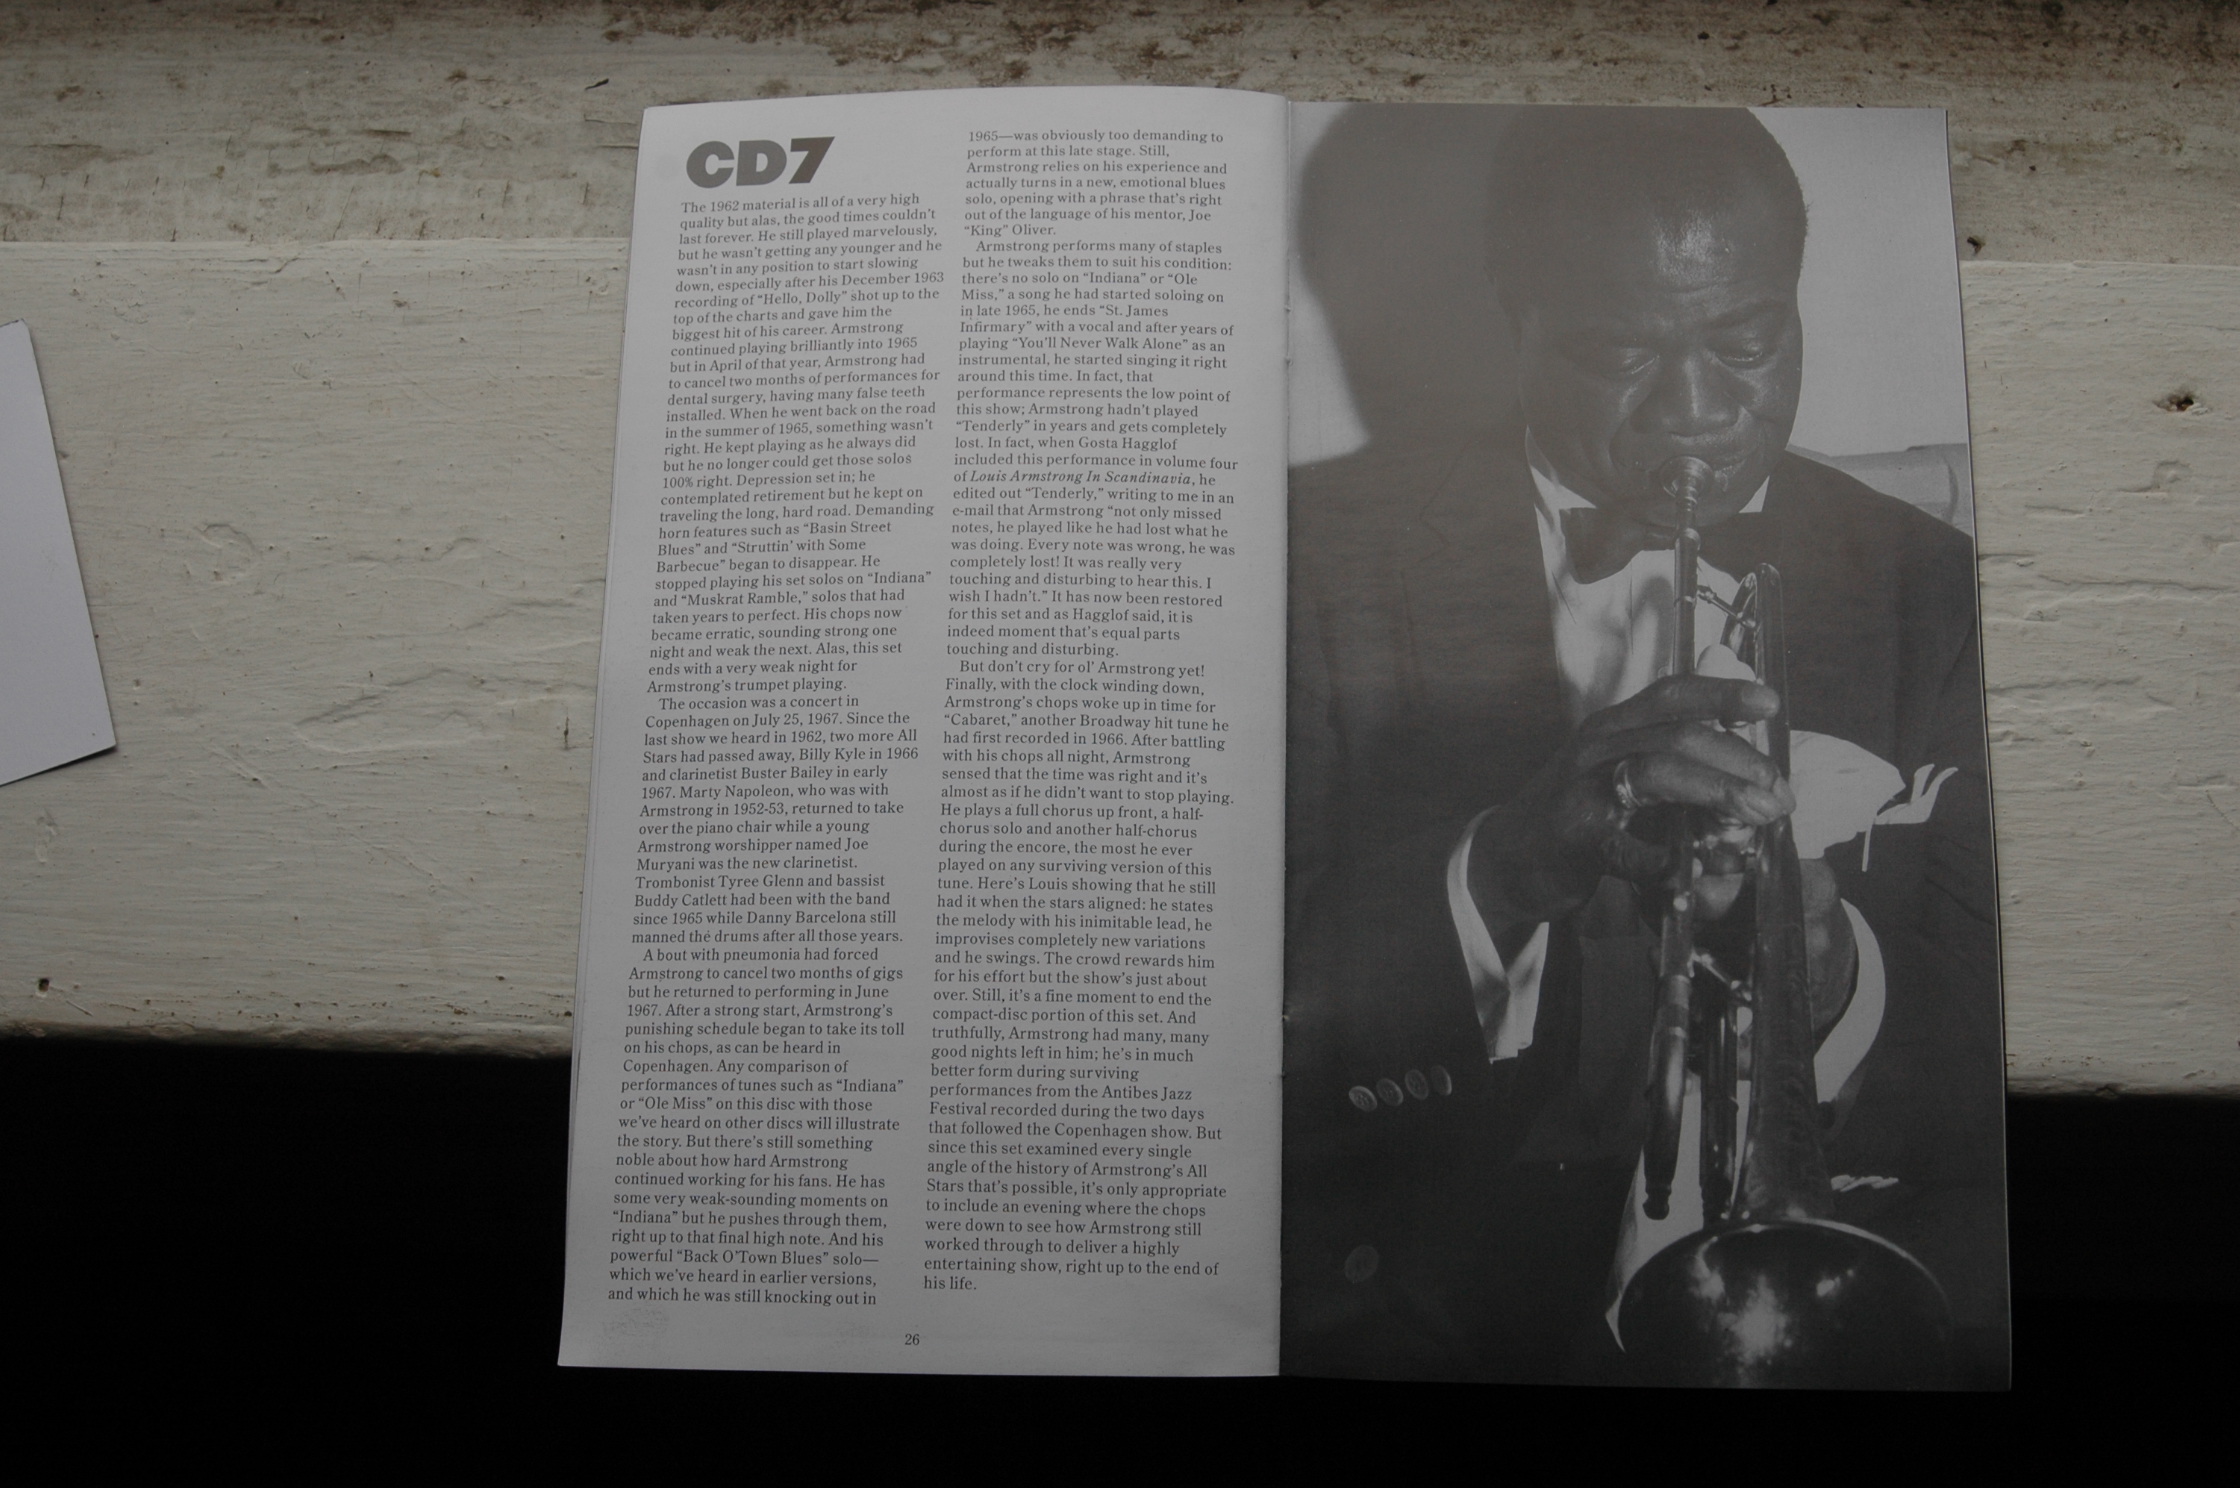 CD7
The 1962 material is all of a very high
quality but alas, the good times couldn't
last forever. He still played marvelously,
but he wasn't getting any younger and he
wasn't in any position to start slowing
down, especially after his December 1963
recording of "Hello, Dolly" shot up to the
top of the charts and gave him the
biggest hit of his career. Armstrong
continued playing brilliantly into 1965
but in April of that year, Armstrong had
to cancel two months of performances for
dental surgery, having many false teeth
installed. When he went back on the road
in the summer of 1965, something wasn't
right. He kept playing as he always did
but he no longer could get those solos
100% right. Depression set in; he
contemplated retirement but he kept on
traveling the long, hard road. Demanding
horn features such as "Basin Street
Blues" and "Struttin' with Some
Barbecue" began to disappear. He
stopped playing his set solos on "Indiana"
and "Muskrat Ramble," solos that had
taken years to perfect. His chops now
became erratic, sounding strong one
night and weak the next. Alas, this set
ends with a very weak night for
Armstrong's trumpet playing.
The occasion was a concert in
Copenhagen on July 25, 1967. Since the
last show we heard in 1962, two more All
Stars had passed away, Billy Kyle in 1966
and clarinetist Buster Bailey in early
1967. Marty Napoleon, who was with
Armstrong in 1952-53, returned to take
over the piano chair while a young
Armstrong worshipper named Joe
Muryani was the new clarinetist.
Trombonist Tyree Glenn and bassist
Buddy Catlett had been with the band
since 1965 while Danny Barcelona still
manned the drums after all those years.
A bout with pneumonia had forced
Armstrong to cancel two months of gigs
but he returned to performing in June
1967. After a strong start, Armstrong's
punishing schedule began to take its toll
on his chops, as can be heard in
Copenhagen. Any comparison of
performances of tunes such as "Indiana"
or "Ole Miss" on this disc with those
we've heard on other discs will illustrate
the story. But there's still something
noble about how hard Armstrong
continued working for his fans. He has
some very weak-sounding moments on
"Indiana" but he pushes through them,
right up to that final high note. And his
powerful "Back O'Town Blues" solo—
which we've heard in earlier versions,
and which he was still knocking out in
1965—was obviously too demanding to
perform at this late stage. Still,
Armstrong relies on his experience and
actually turns in a new, emotional blues
solo, opening with a phrase that's right
out of the language of his mentor, Joe
"King" Oliver.
Armstrong performs many of staples
but he tweaks them to suit his condition:
there's no solo on "Indiana" or "Ole
Miss," a song he had started soloing on
in late 1965, he ends "St. James
Infirmary" with a vocal and after years of
playing "You'll Never Walk Alone" as an
instrumental, he started singing it right
around this time. In fact, that
performance represents the low point of
this show; Armstrong hadn't played
"Tenderly" in years and gets completely
lost. In fact, when Gosta Hagglof
included this performance in volume four
of Louis Armstrong In Scandinavia, he
edited out "Tenderly," writing to me in an
e-mail that Armstrong "not only missed
notes, he played like he had lost what he
was doing. Every note was wrong, he was
completely lost! It was really very
touching and disturbing to hear this. I
wish I hadn't." It has now been restored
for this set and as Hagglof said, it is
indeed moment that's equal parts
touching and disturbing.
But don't cry for ol' Armstrong yet!
Finally, with the clock winding down,
Armstrong's chops woke up in time for
"Cabaret," another Broadway hit tune he
had first recorded in 1966. After battling
with his chops all night, Armstrong
sensed that the time was right and it's
almost as if he didn't want to stop playing.
He plays a full chorus up front, a half-
chorus solo and another half-chorus
during the encore, the most he ever
played on any surviving version of this
tune. Here's Louis showing that he still
had it when the stars aligned: he states
the melody with his inimitable lead, he
improvises completely new variations
and he swings. The crowd rewards him
for his effort but the show's just about
over. Still, it's a fine moment to end the
compact-disc portion of this set. And
truthfully, Armstrong had many, many
good nights left in him; he's in much
better form during surviving
performances from the Antibes Jazz
Festival recorded during the two days
that followed the Copenhagen show. But
since this set examined every single
angle of the history of Armstrong's All
Stars that's possible, it's only appropriate
to include an evening where the chops
were down to see how Armstrong still
worked through to deliver a highly
entertaining show, right up to the end of
his life.
26